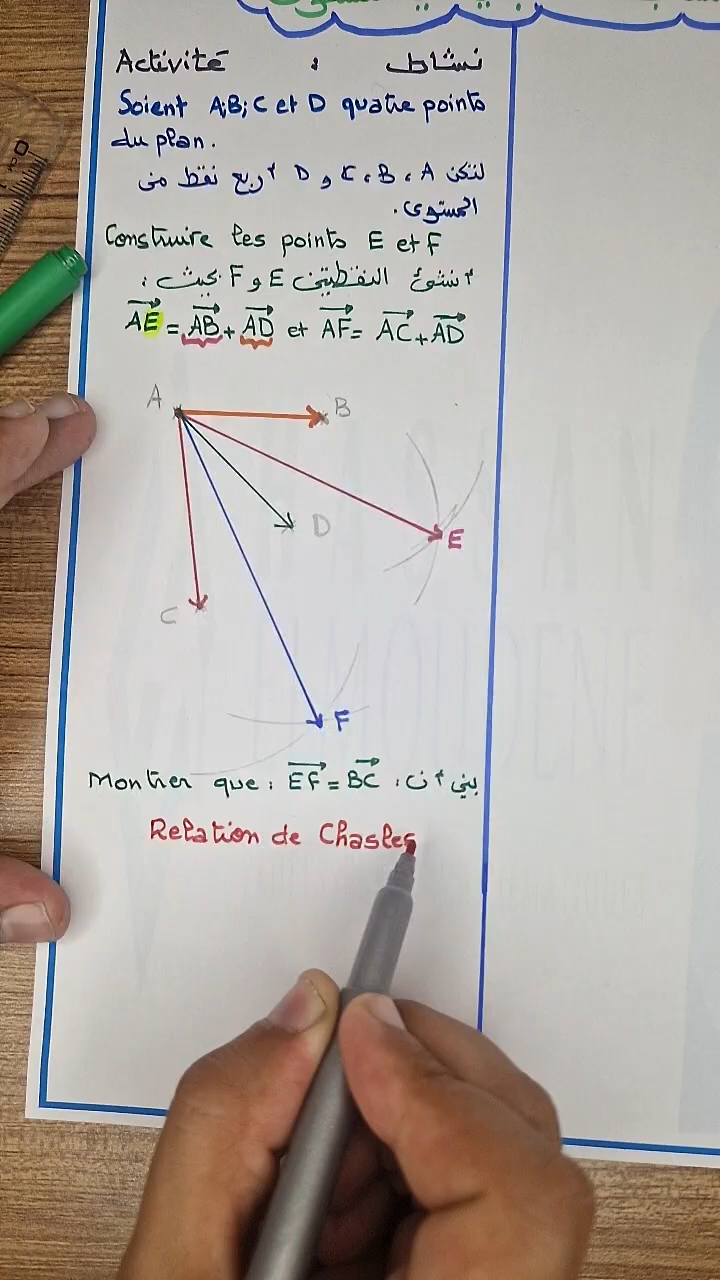 Activité : نشاط
Soient A;B;C et D quatre points
du plan.
لتكن A ، B ، C و D أربع نقط من
المستوى.
Construire les points E et F
أنشئ النقطتين E و F بحيث :
AE = AB + AD et AF = AC + AD
A
B
D
E
C
F
Montrer que : EF = BC بين أن :
Relation de Chasles